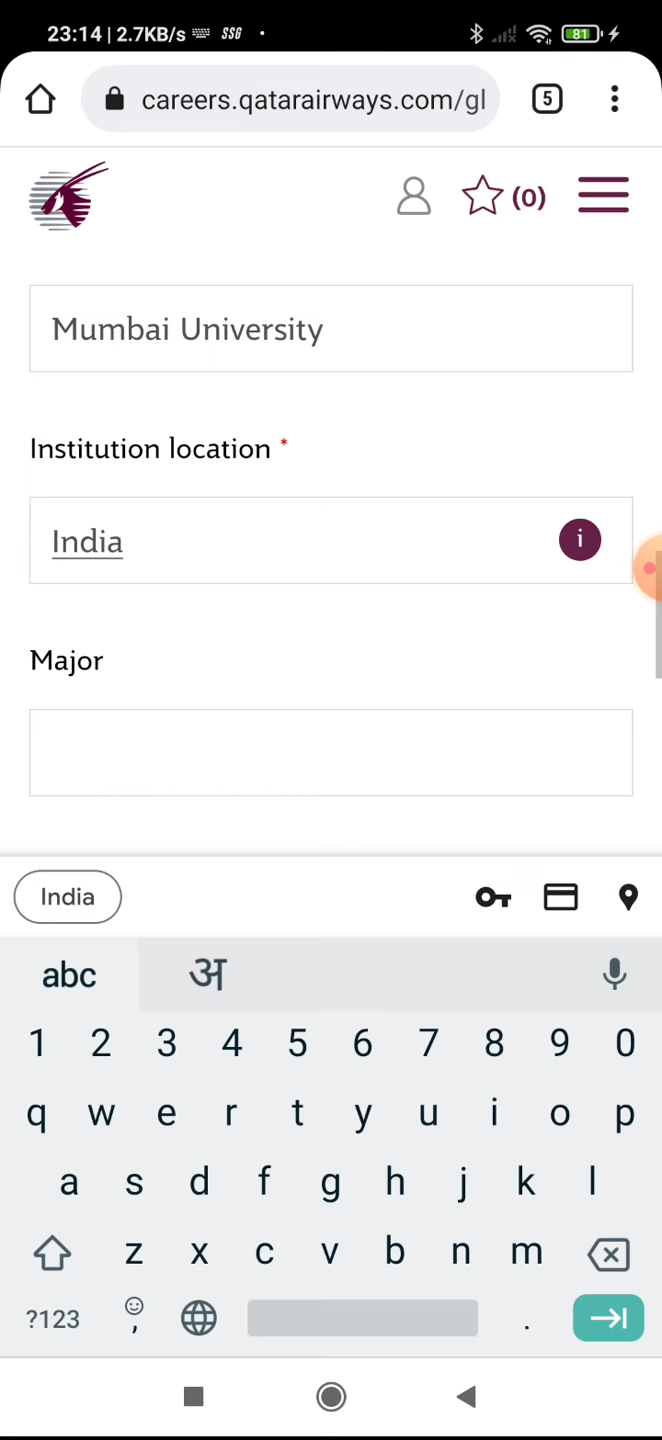 23:14 | 2.7KB/s SSG
81
careers.qatarairways.com/gl
5
(0)
Mumbai University
Institution location *
India
i
Major
India
abc
अ
1 2 3 4 5 6 7 8 9 0
q w e r t y u i o p
a s d f g h j k l
z x c v b n m
?123 , .